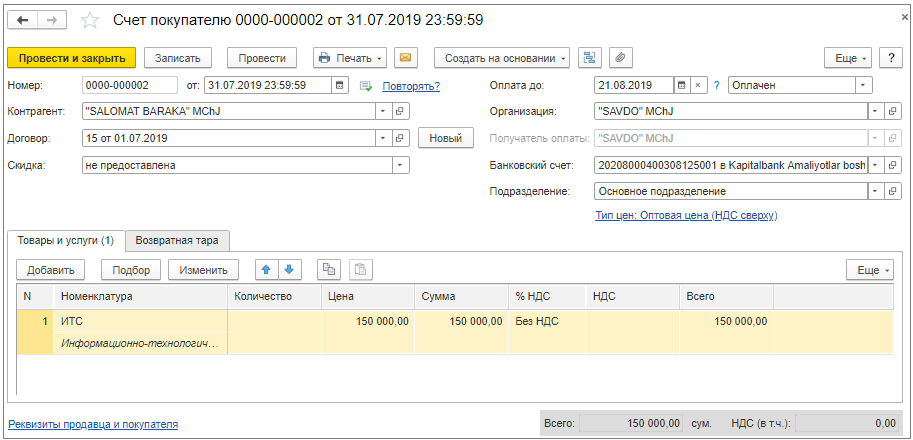 Счет покупателю 0000-000002 от 31.07.2019 23:59:59
Провести и закрыть Записать Провести Печать Создать на основании Еще ?
Номер: 0000-000002 от: 31.07.2019 23:59:59 Повторять? Оплата до: 21.08.2019 ? Оплачен
Контрагент: "SALOMAT BARAKA" MChJ Организация: "SAVDO" MChJ
Договор: 15 от 01.07.2019 Новый Получатель оплаты: "SAVDO" MChJ
Скидка: не предоставлена Банковский счет: 20208000400308125001 в Kapitalbank Amaliyotlar bosh
Подразделение: Основное подразделение
Тип цен: Оптовая цена (НДС сверху)
Товары и услуги (1) Возвратная тара
Добавить Подбор Изменить Еще
N Номенклатура Количество Цена Сумма % НДС НДС Всего
1 ИТС 150 000,00 150 000,00 Без НДС 150 000,00
Информационно-технологич...
Реквизиты продавца и покупателя Всего: 150 000,00 сум. НДС (в т.ч.): 0,00